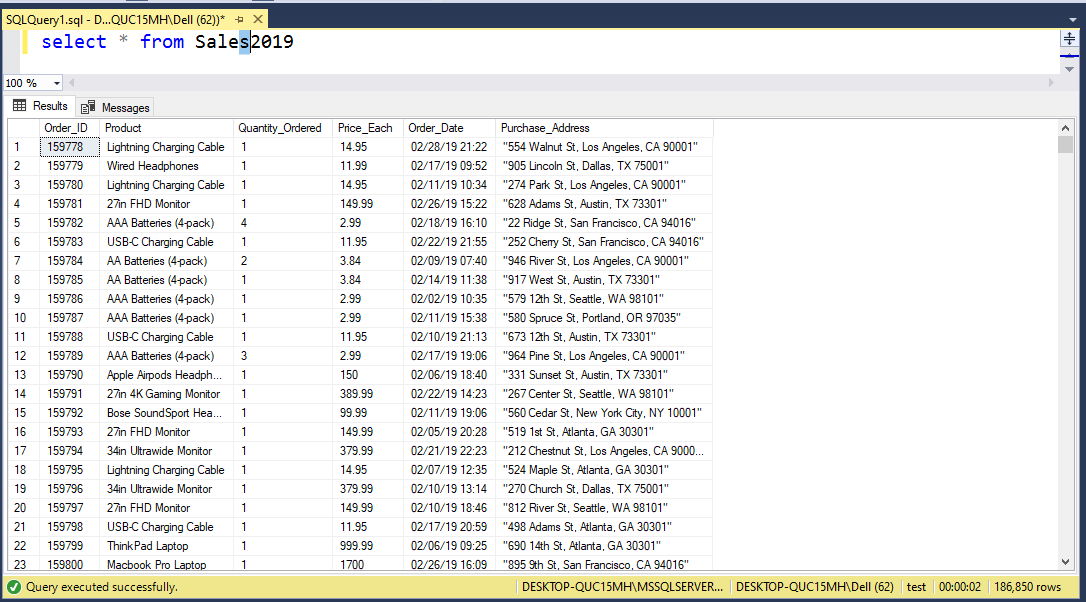 SQLQuery1.sql - D...QUC15MH\Dell (62))*
select * from Sales2019
100 %
Results Messages
Order_ID Product Quantity_Ordered Price_Each Order_Date Purchase_Address
1 159778 Lightning Charging Cable 1 14.95 02/28/19 21:22 "554 Walnut St, Los Angeles, CA 90001"
2 159779 Wired Headphones 1 11.99 02/17/19 09:52 "905 Lincoln St, Dallas, TX 75001"
3 159780 Lightning Charging Cable 1 14.95 02/11/19 10:34 "274 Park St, Los Angeles, CA 90001"
4 159781 27in FHD Monitor 1 149.99 02/26/19 15:22 "628 Adams St, Austin, TX 73301"
5 159782 AAA Batteries (4-pack) 4 2.99 02/18/19 16:10 "22 Ridge St, San Francisco, CA 94016"
6 159783 USB-C Charging Cable 1 11.95 02/22/19 21:55 "252 Cherry St, San Francisco, CA 94016"
7 159784 AA Batteries (4-pack) 2 3.84 02/09/19 07:40 "946 River St, Los Angeles, CA 90001"
8 159785 AA Batteries (4-pack) 1 3.84 02/14/19 11:38 "917 West St, Austin, TX 73301"
9 159786 AAA Batteries (4-pack) 1 2.99 02/02/19 10:35 "579 12th St, Seattle, WA 98101"
10 159787 AAA Batteries (4-pack) 1 2.99 02/11/19 15:38 "580 Spruce St, Portland, OR 97035"
11 159788 USB-C Charging Cable 1 11.95 02/10/19 21:13 "673 12th St, Austin, TX 73301"
12 159789 AAA Batteries (4-pack) 3 2.99 02/17/19 19:06 "964 Pine St, Los Angeles, CA 90001"
13 159790 Apple Airpods Headph... 1 150 02/06/19 18:40 "331 Sunset St, Austin, TX 73301"
14 159791 27in 4K Gaming Monitor 1 389.99 02/22/19 14:23 "267 Center St, Seattle, WA 98101"
15 159792 Bose SoundSport Hea... 1 99.99 02/11/19 19:06 "560 Cedar St, New York City, NY 10001"
16 159793 27in FHD Monitor 1 149.99 02/05/19 20:28 "519 1st St, Atlanta, GA 30301"
17 159794 34in Ultrawide Monitor 1 379.99 02/21/19 22:23 "212 Chestnut St, Los Angeles, CA 9000...
18 159795 Lightning Charging Cable 1 14.95 02/07/19 12:35 "524 Maple St, Atlanta, GA 30301"
19 159796 34in Ultrawide Monitor 1 379.99 02/10/19 13:14 "270 Church St, Dallas, TX 75001"
20 159797 27in FHD Monitor 1 149.99 02/10/19 18:46 "812 River St, Boston, MA 02215"
21 159798 USB-C Charging Cable 1 11.95 02/17/19 20:59 "498 Adams St, Atlanta, GA 30301"
22 159799 ThinkPad Laptop 1 999.99 02/06/19 09:25 "690 14th St, Atlanta, GA 30301"
23 159800 Macbook Pro Laptop 1 1700 02/26/19 16:09 "895 9th St, San Francisco, CA 94016"
Query executed successfully. DESKTOP-QUC15MH\MSSQLSERVER... DESKTOP-QUC15MH\Dell (62) test 00:00:02 186,850 rows